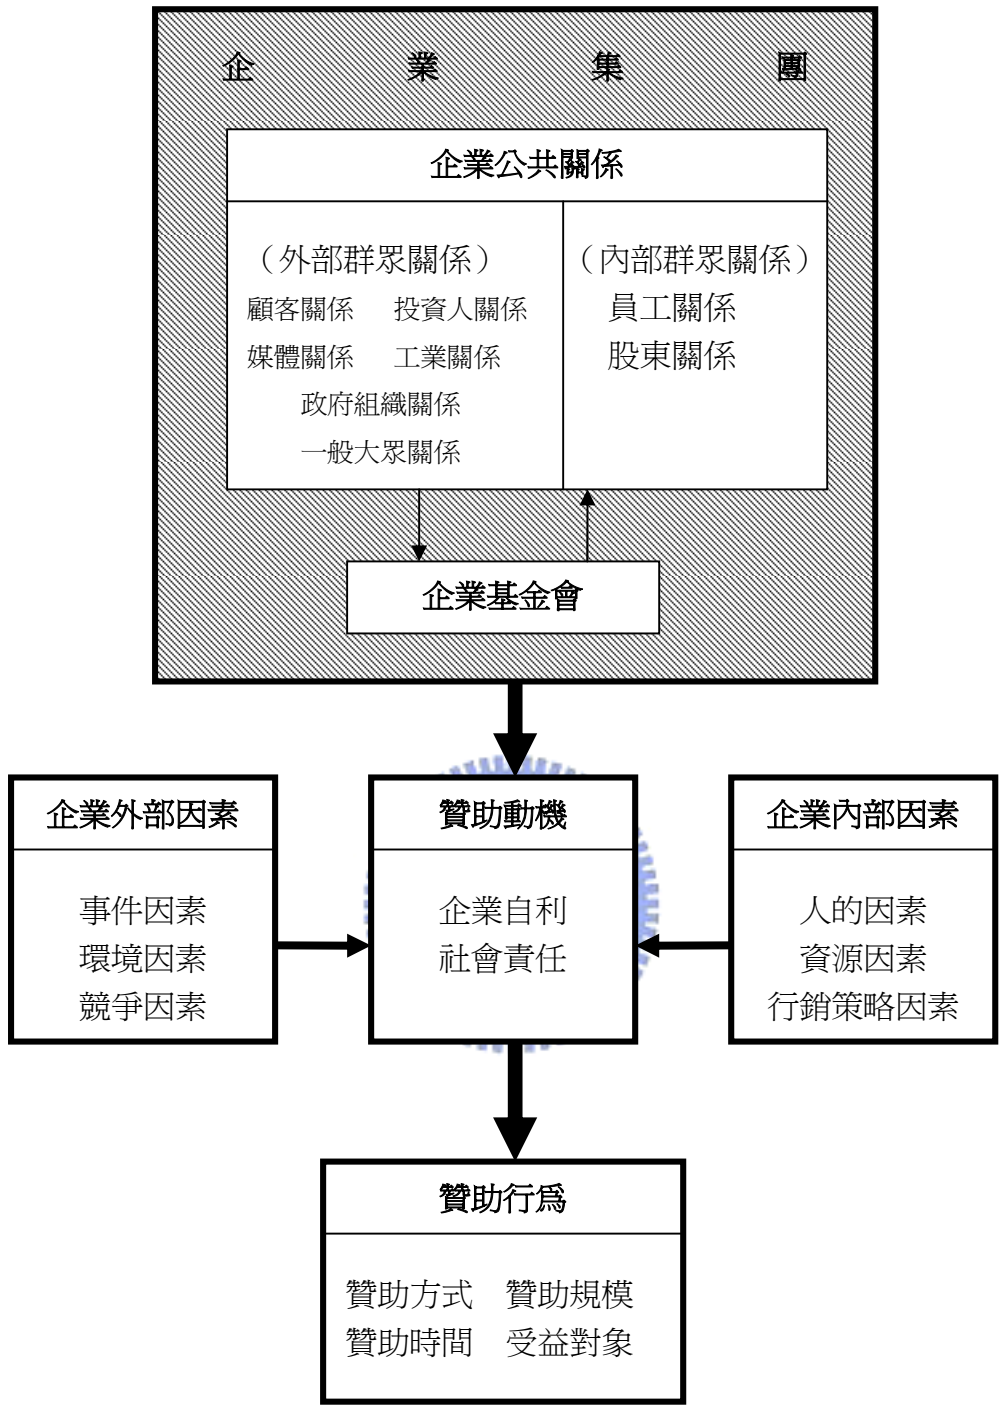 企業集團
企業公共關係
（外部群眾關係）
顧客關係 投資人關係
媒體關係 工業關係
政府組織關係
一般大眾關係
（內部群眾關係）
員工關係
股東關係
企業基金會
企業外部因素
事件因素
環境因素
競爭因素
贊助動機
企業自利
社會責任
企業內部因素
人的因素
資源因素
行銷策略因素
贊助行為
贊助方式 贊助規模
贊助時間 受益對象